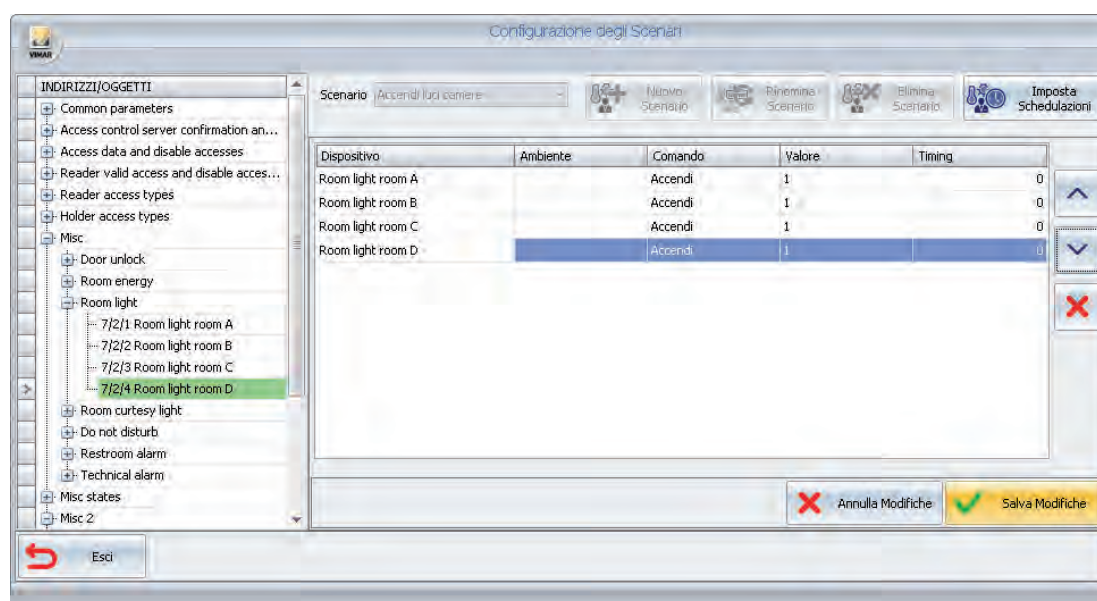 Configurazione degli Scenari
VIMAR
INDIRIZZI/OGGETTI
Common parameters
Access control server confirmation an...
Access data and disable accesses
Reader valid access and disable acces...
Reader access types
Holder access types
Misc
Door unlock
Room energy
Room light
7/2/1 Room light room A
7/2/2 Room light room B
7/2/3 Room light room C
7/2/4 Room light room D
Room curtesy light
Do not disturb
Restroom alarm
Technical alarm
Misc states
Misc 2
Scenario Accendi luci camere
Nuovo Scenario
Rinomina Scenario
Elimina Scenario
Imposta Schedulazioni
Dispositivo Ambiente Comando Valore Timing
Room light room A Accendi 1 0
Room light room B Accendi 1 0
Room light room C Accendi 1 0
Room light room D Accendi 1 0
Annulla Modifiche
Salva Modifiche
Esci